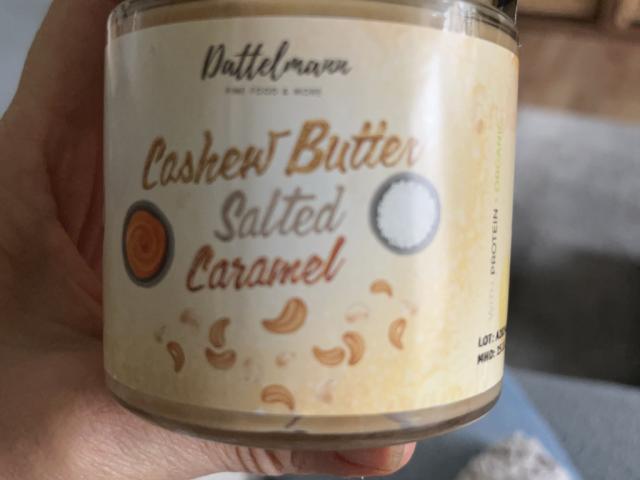 Dattelmann
FINE FOOD & MORE
Cashew Butter
Salted
Caramel
WITH PROTEIN · ORGANIC
LOT:
MHD: